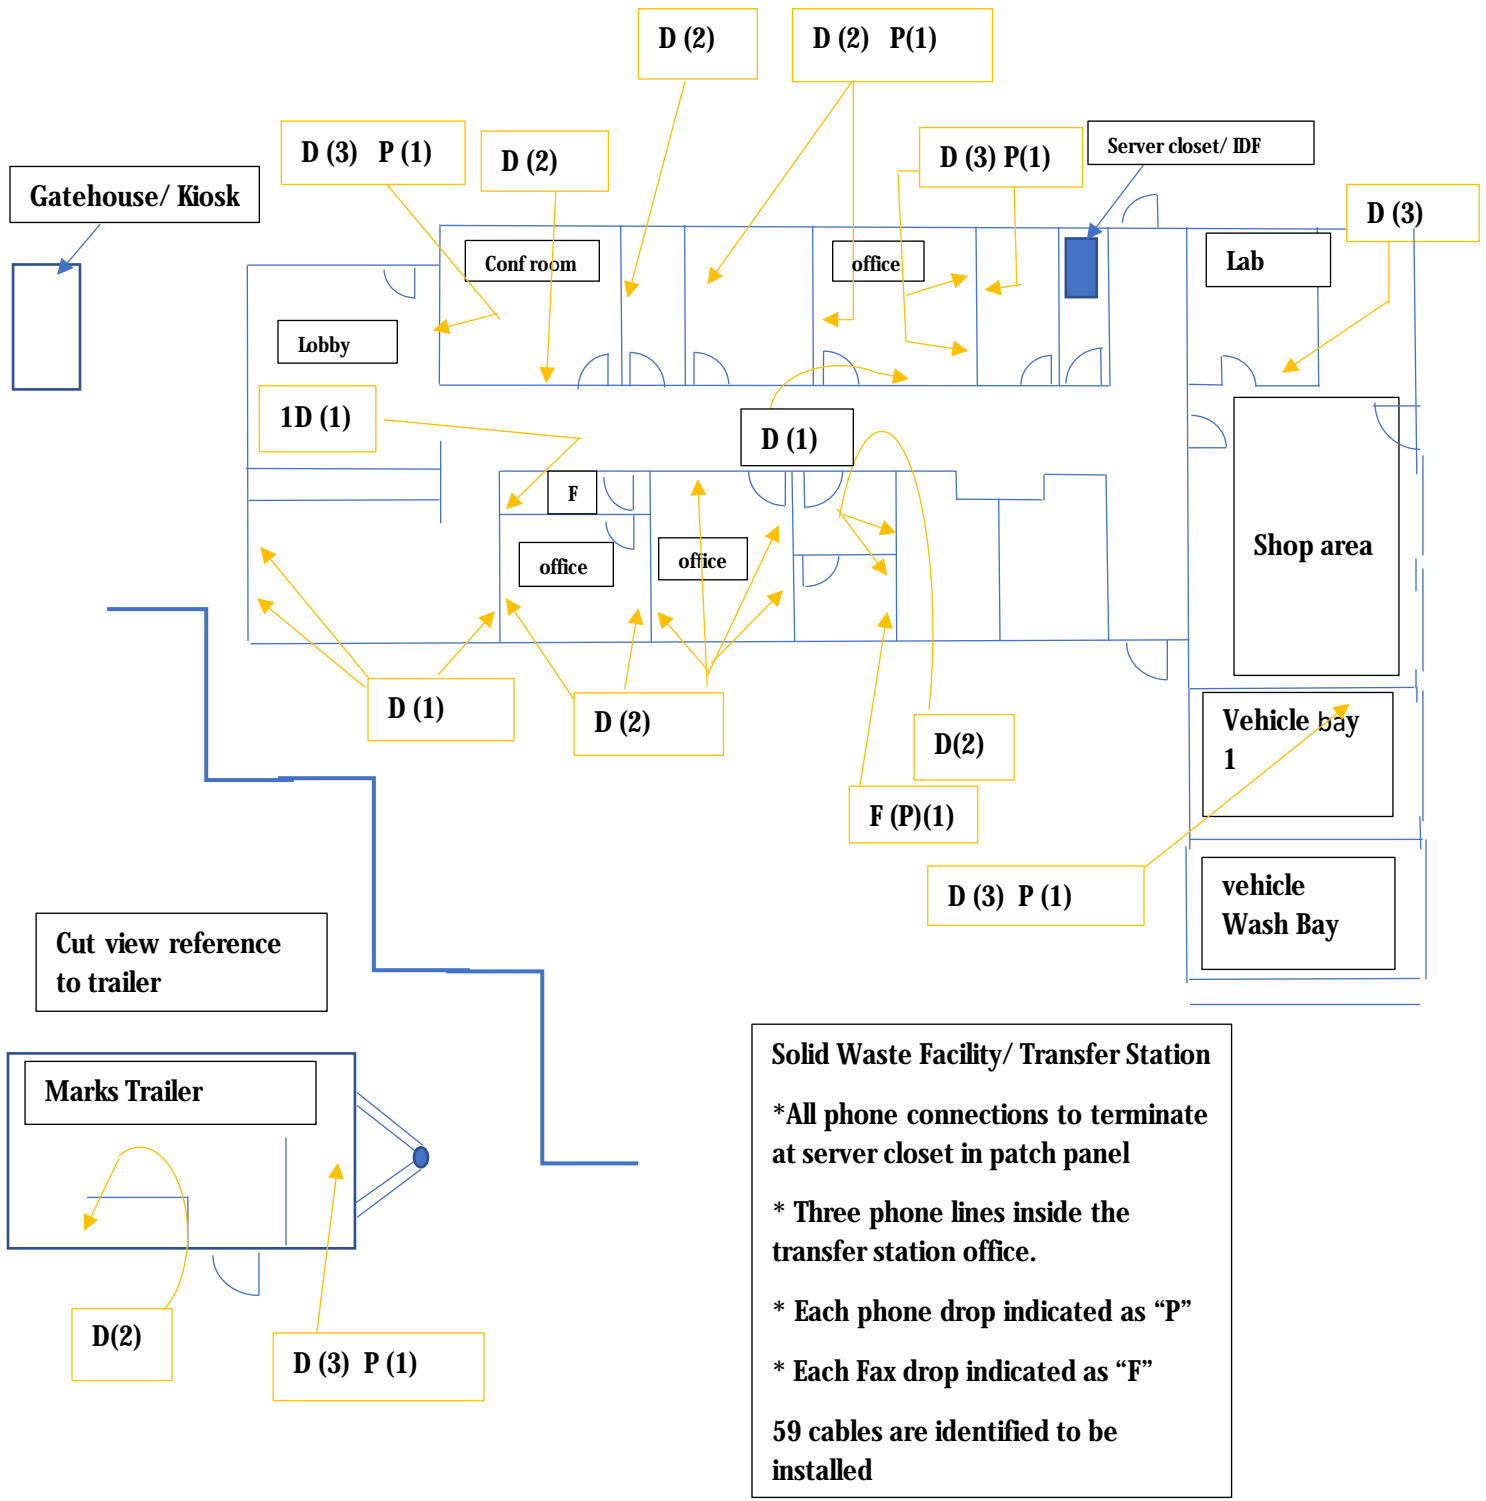 D (2)
D (2) P(1)
D (3) P (1)
D (2)
D (3) P(1)
Server closet/ IDF
Gatehouse/ Kiosk
D (3)
Conf room
office
Lab
Lobby
1D (1)
D (1)
F
office
office
Shop area
D (1)
D (2)
D(2)
Vehicle bay
1
F (P)(1)
D (3) P (1)
vehicle
Wash Bay
Cut view reference
to trailer
Marks Trailer
D(2)
D (3) P (1)
Solid Waste Facility/ Transfer Station
*All phone connections to terminate
at server closet in patch panel
* Three phone lines inside the
transfer station office.
* Each phone drop indicated as “P”
* Each Fax drop indicated as “F”
59 cables are identified to be
installed